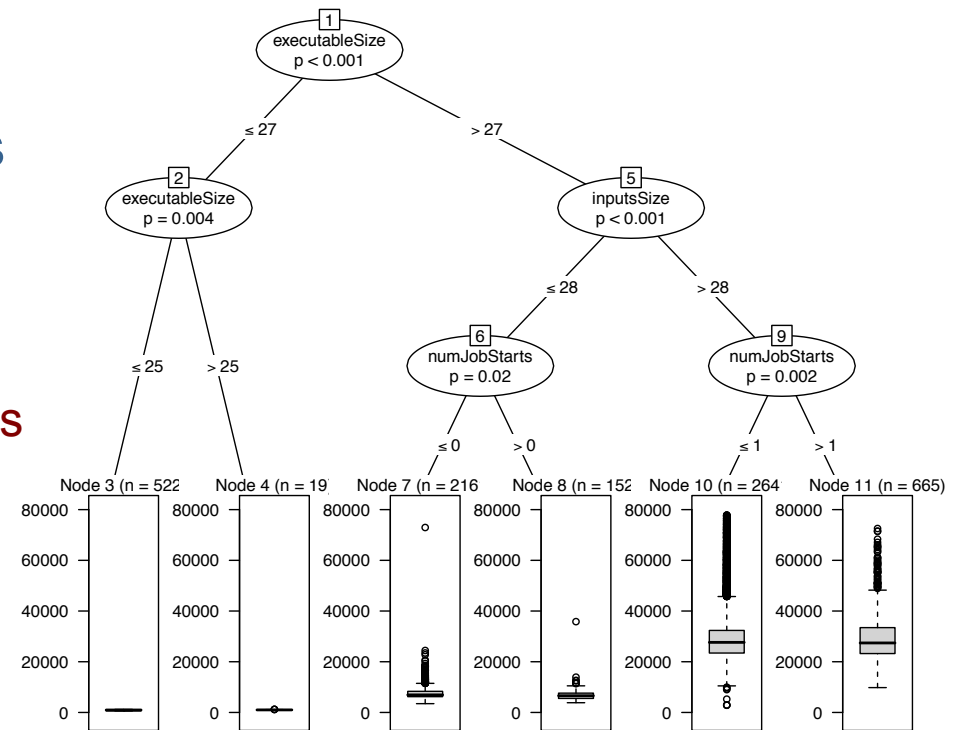 1
executableSize
p < 0.001
≤ 27
> 27
s
2
executableSize
p = 0.004
5
inputsSize
p < 0.001
≤ 28
> 28
6
numJobStarts
p = 0.02
9
numJobStarts
p = 0.002
≤ 25
> 25
s
≤ 0
> 0
≤ 1
> 1
Node 3 (n = 522
Node 4 (n = 19
Node 7 (n = 216
Node 8 (n = 152
Node 10 (n = 264
Node 11 (n = 665)
80000
60000
40000
20000
0
80000
60000
40000
20000
0
80000
60000
40000
20000
0
80000
60000
40000
20000
0
80000
60000
40000
20000
0
80000
60000
40000
20000
0